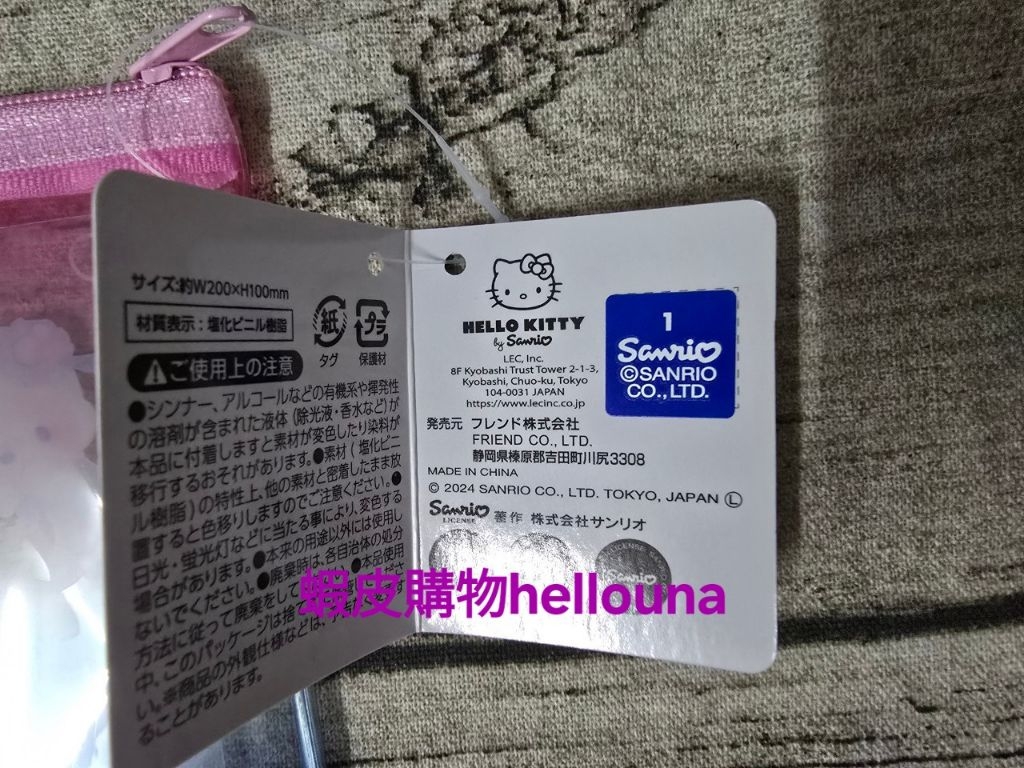 サイズ:約W200×H100mm
材質表示：塩化ビニル樹脂
紙
タグ
プラ
保護材
ご使用上の注意
●シンナー、アルコールなどの有機系や揮発性
の溶剤が含まれた液体（除光液・香水など）が
本品に付着しますと素材が変色したり染料が
移行するおそれがあります。●素材（塩化ビニ
ル樹脂）の特性上、他の素材と密着したまま放
置すると色移りしますのでご注意ください。●
日光・蛍光灯などに当たる事により、変色する
場合があります。●本来の用途以外には使用し
ないでください。●廃棄時は、各自治体の処分
方法に従って廃棄をして
中、このパッケージは捨
い。※商品の外観仕様などは、
ることがあります。
HELLO KITTY
by Sanrio
LEC, Inc.
8F Kyobashi Trust Tower 2-1-3,
Kyobashi, Chuo-ku, Tokyo
104-0031 JAPAN
https://www.lecinc.co.jp
1
Sanrio
©SANRIO
CO., LTD.
発売元 フレンド株式会社
FRIEND CO., LTD.
静岡県榛原郡吉田町川尻3308
MADE IN CHINA
© 2024 SANRIO CO., LTD. TOKYO, JAPAN Ⓛ
Sanrio
LICENSE
著作 株式会社サンリオ
Sanrio
蝦皮購物hellouna